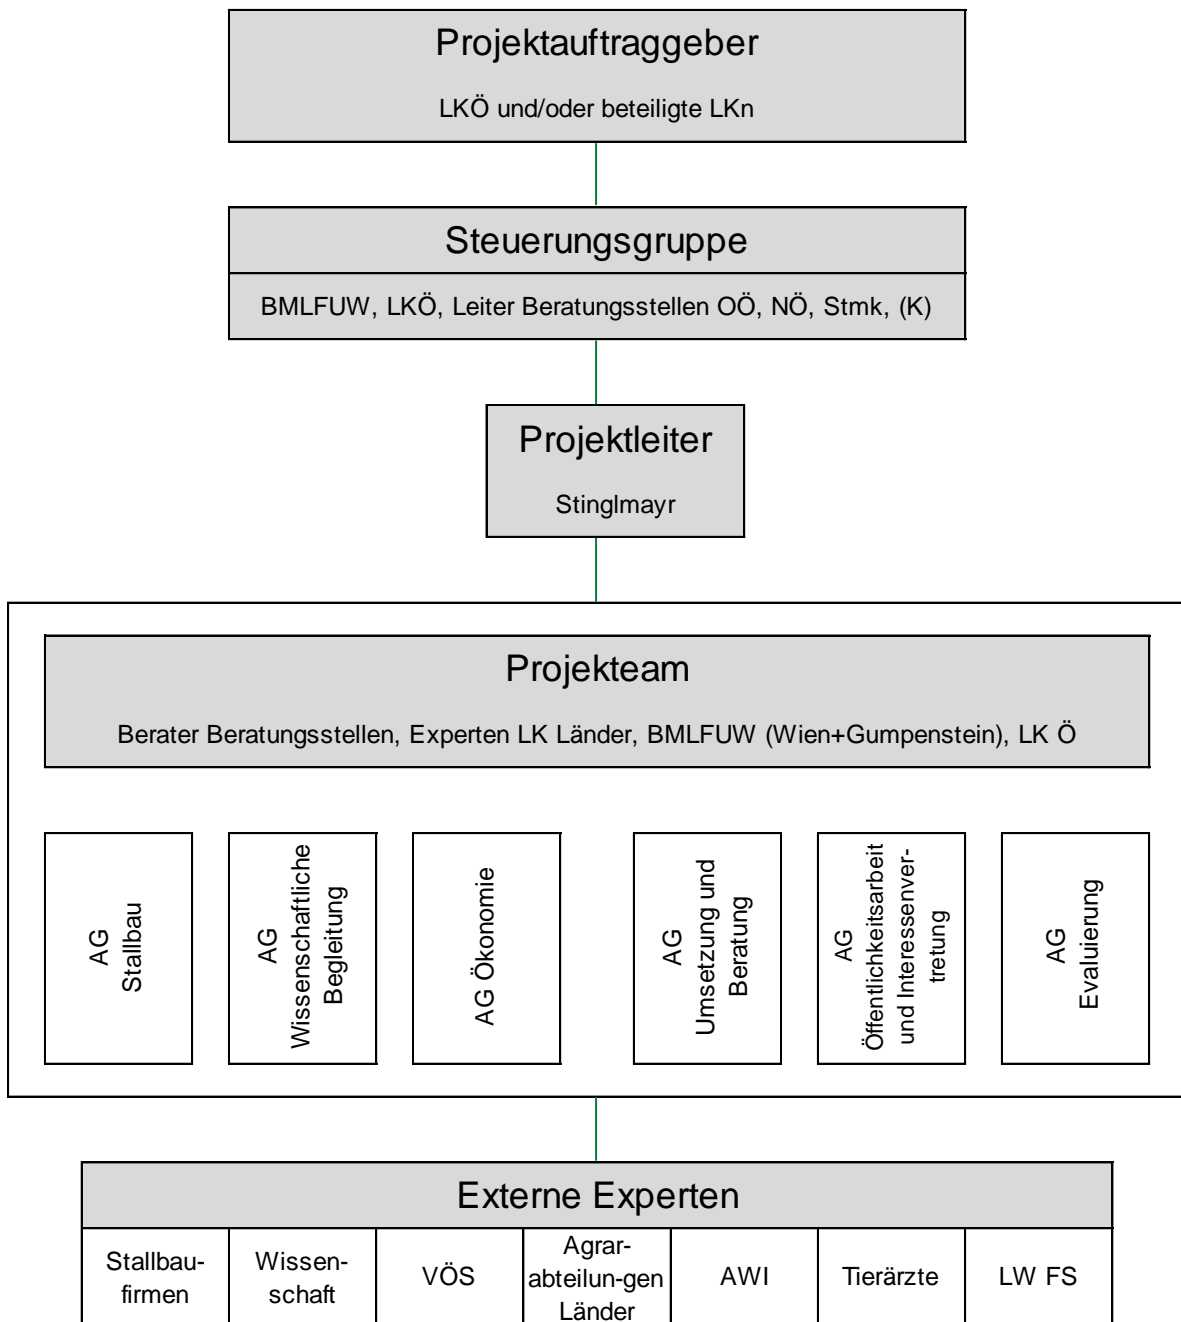 Projektauftraggeber
LKÖ und/oder beteiligte LKn
Steuerungsgruppe
BMLFUW, LKÖ, Leiter Beratungsstellen OÖ, NÖ, Stmk, (K)
Projektleiter
Stinglmayr
Projekteam
Berater Beratungsstellen, Experten LK Länder, BMLFUW (Wien+Gumpenstein), LK Ö
AG
Stallbau
AG
Wissenschaftliche
Begleitung
AG Ökonomie
AG
Umsetzung und
Beratung
AG
Öffentlichkeitsarbeit
und Interessenver-
tretung
AG
Evaluierung
Externe Experten
Stallbau-
firmen
Wissen-
schaft
VÖS
Agrar-
abteilun-gen
Länder
AWI
Tierärzte
LW FS